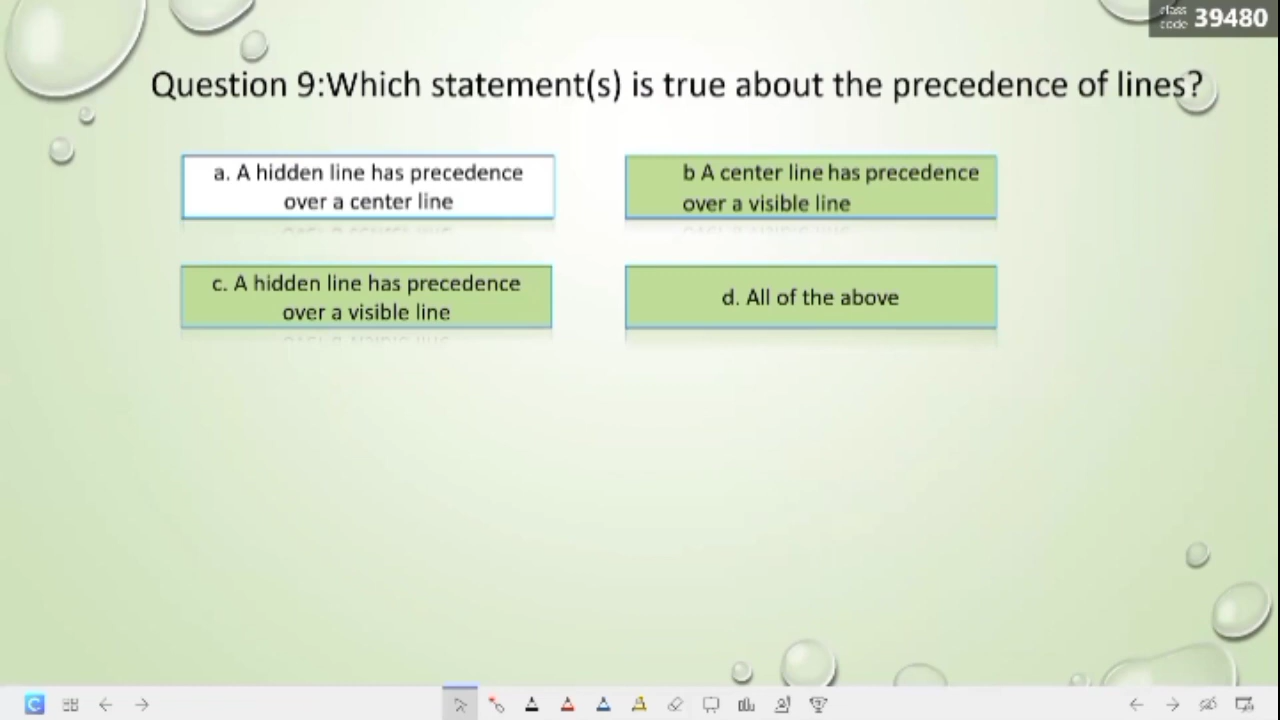 class
code 39480
Question 9:Which statement(s) is true about the precedence of lines?
a. A hidden line has precedence
over a center line
b A center line has precedence
over a visible line
c. A hidden line has precedence
over a visible line
d. All of the above